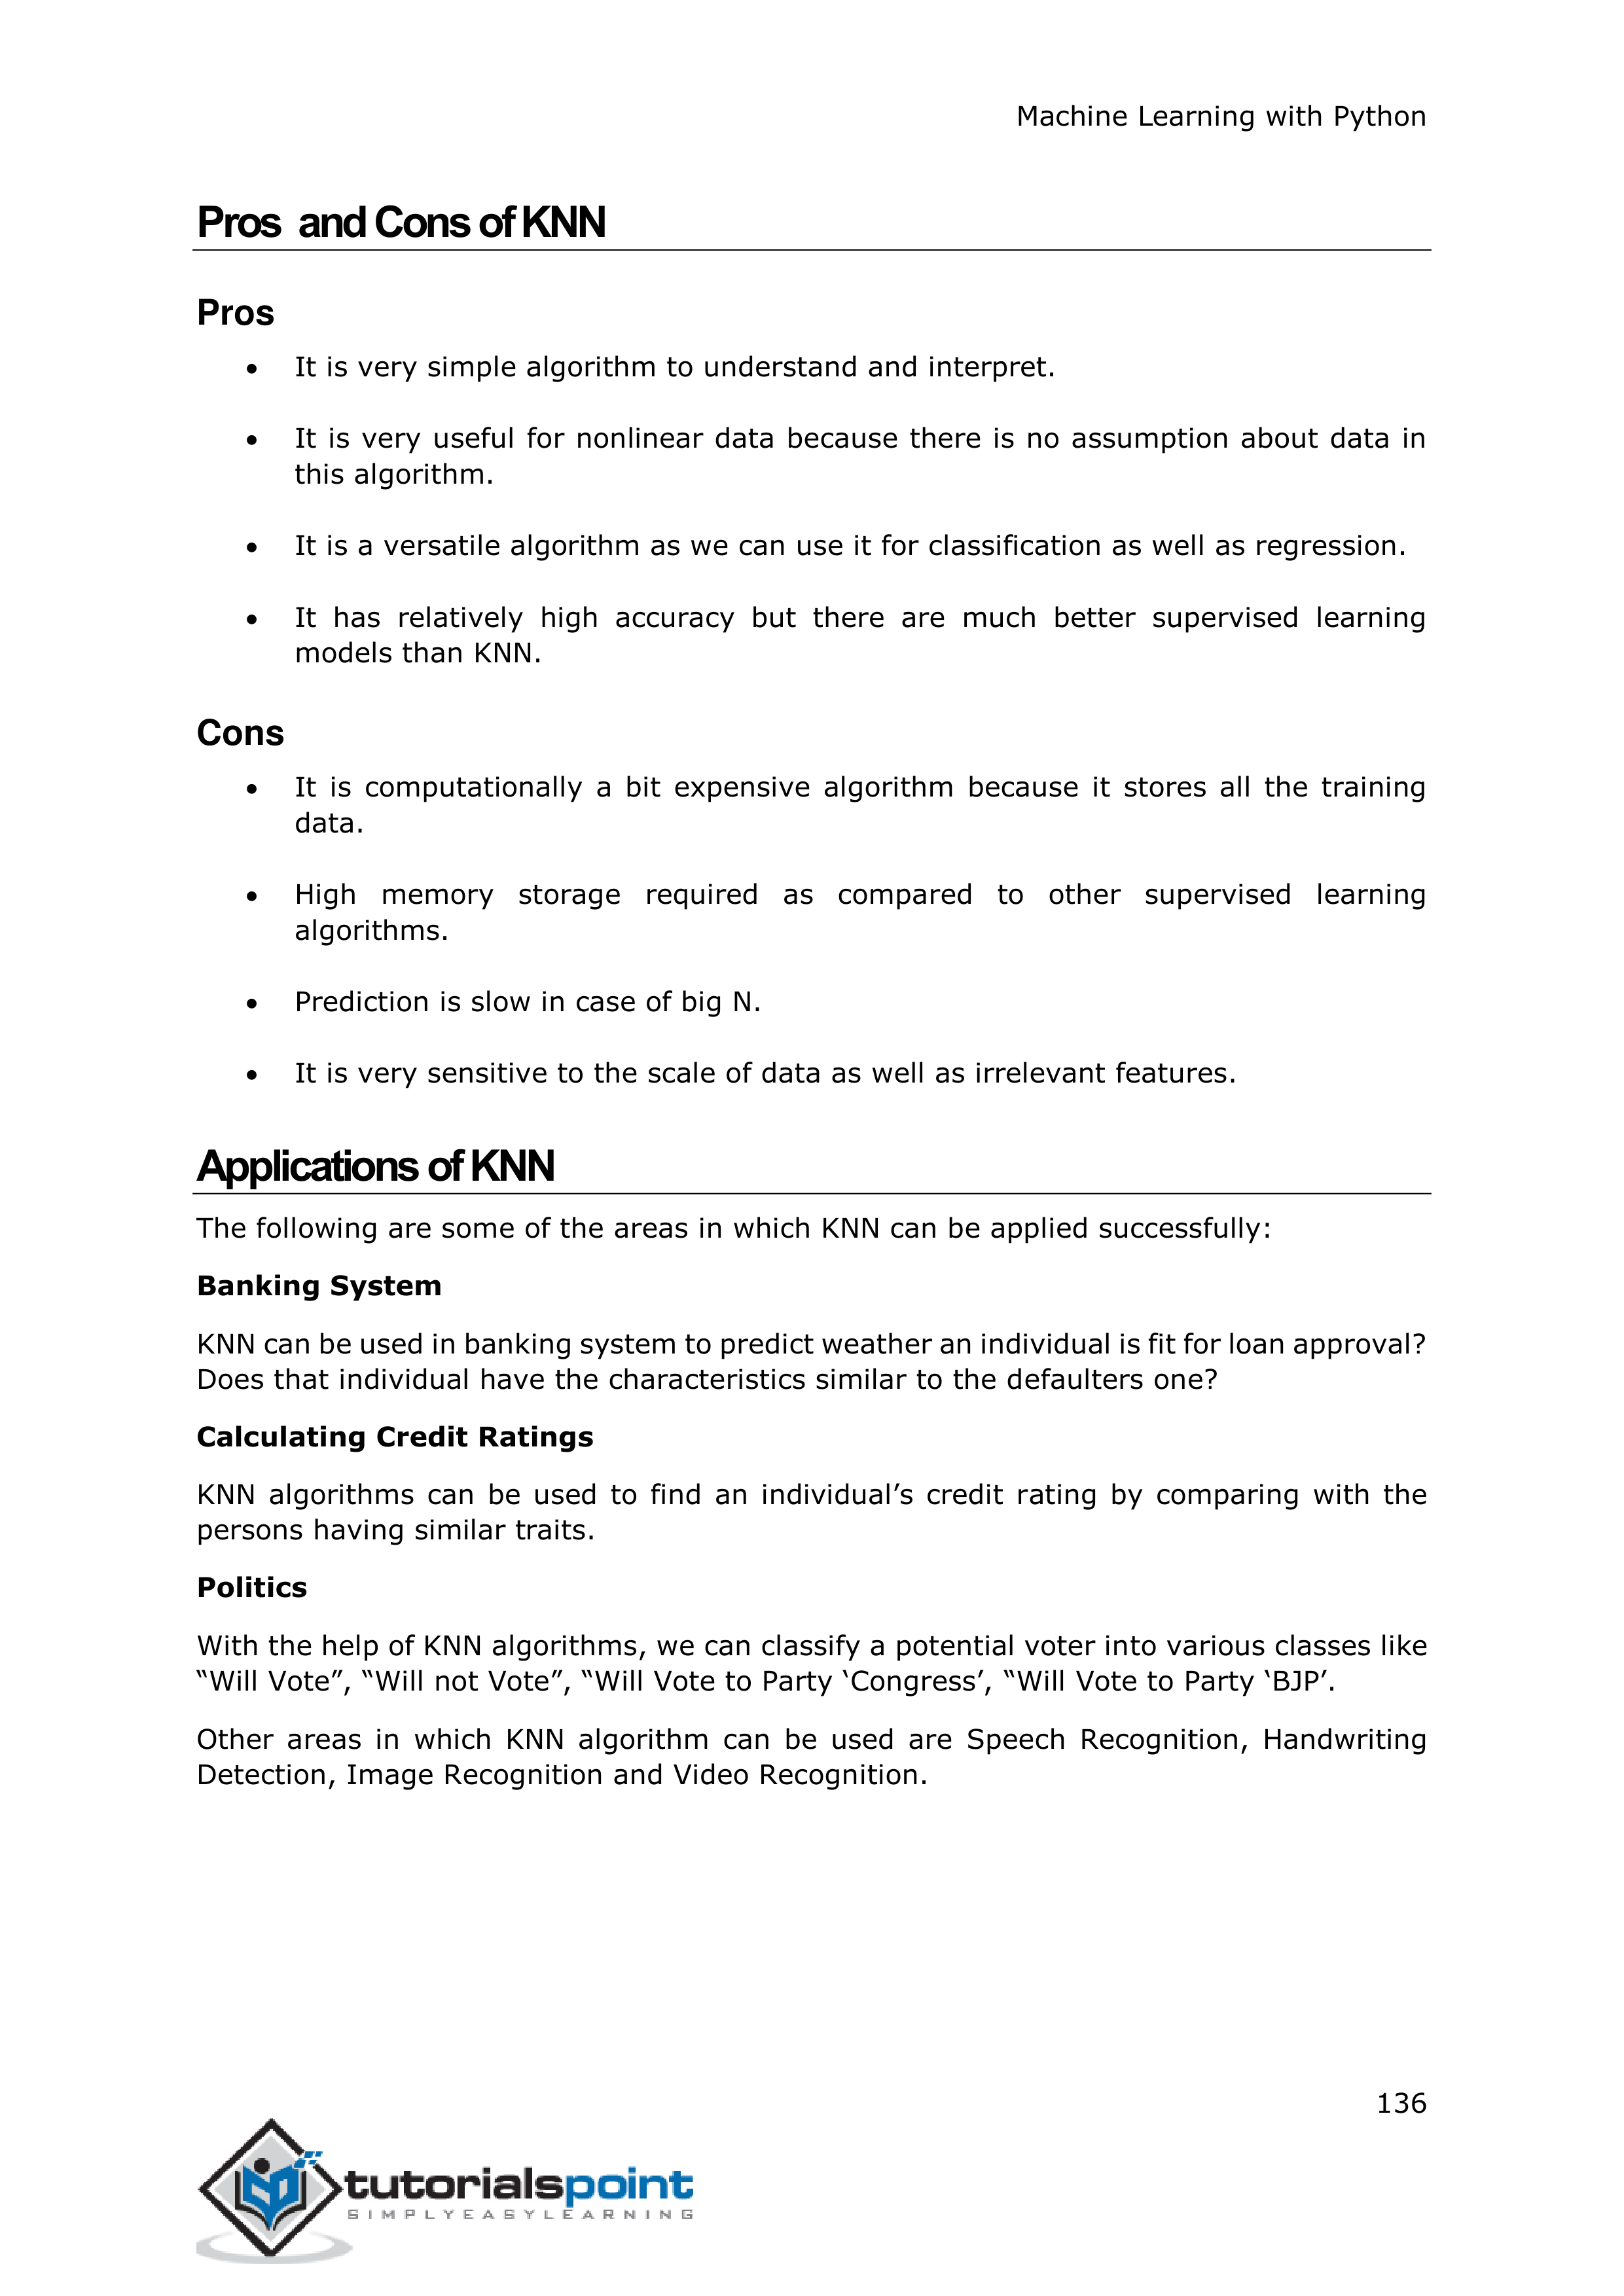 Machine Learning with Python
Pros and Cons of KNN
Pros
• It is very simple algorithm to understand and interpret.
• It is very useful for nonlinear data because there is no assumption about data in
this algorithm.
• It is a versatile algorithm as we can use it for classification as well as regression.
• It has relatively high accuracy but there are much better supervised learning
models than KNN.
Cons
• It is computationally a bit expensive algorithm because it stores all the training
data.
• High memory storage required as compared to other supervised learning
algorithms.
• Prediction is slow in case of big N.
• It is very sensitive to the scale of data as well as irrelevant features.
Applications of KNN
The following are some of the areas in which KNN can be applied successfully:
Banking System
KNN can be used in banking system to predict weather an individual is fit for loan approval?
Does that individual have the characteristics similar to the defaulters one?
Calculating Credit Ratings
KNN algorithms can be used to find an individual’s credit rating by comparing with the
persons having similar traits.
Politics
With the help of KNN algorithms, we can classify a potential voter into various classes like
“Will Vote”, “Will not Vote”, “Will Vote to Party ‘Congress’, “Will Vote to Party ‘BJP’.
Other areas in which KNN algorithm can be used are Speech Recognition, Handwriting
Detection, Image Recognition and Video Recognition.
136
tutorialspoint
SIMPLYEASYLEARNING